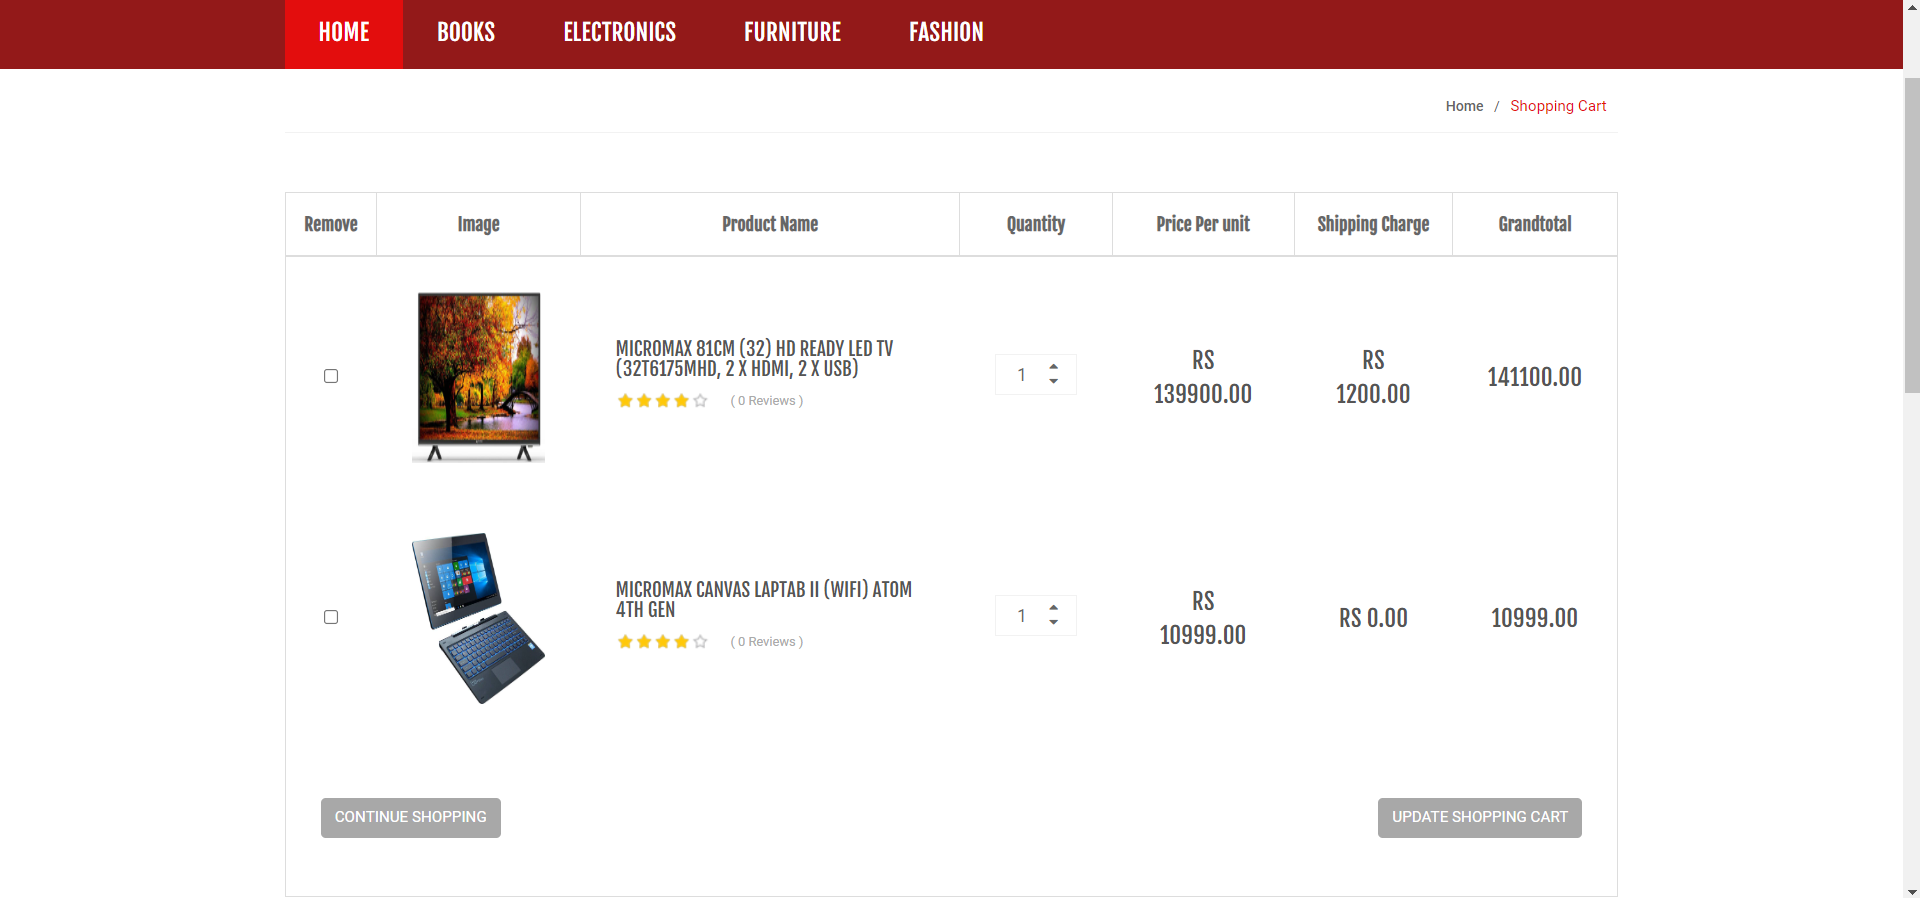 HOME BOOKS ELECTRONICS FURNITURE FASHION
Home / Shopping Cart
Remove Image Product Name Quantity Price Per unit Shipping Charge Grandtotal
MICROMAX 81CM (32) HD READY LED TV
(32T6175MHD, 2 X HDMI, 2 X USB)
( 0 Reviews )
1
RS
139900.00
RS
1200.00
141100.00
MICROMAX CANVAS LAPTAB II (WIFI) ATOM
4TH GEN
( 0 Reviews )
1
RS
10999.00
RS 0.00
10999.00
CONTINUE SHOPPING
UPDATE SHOPPING CART